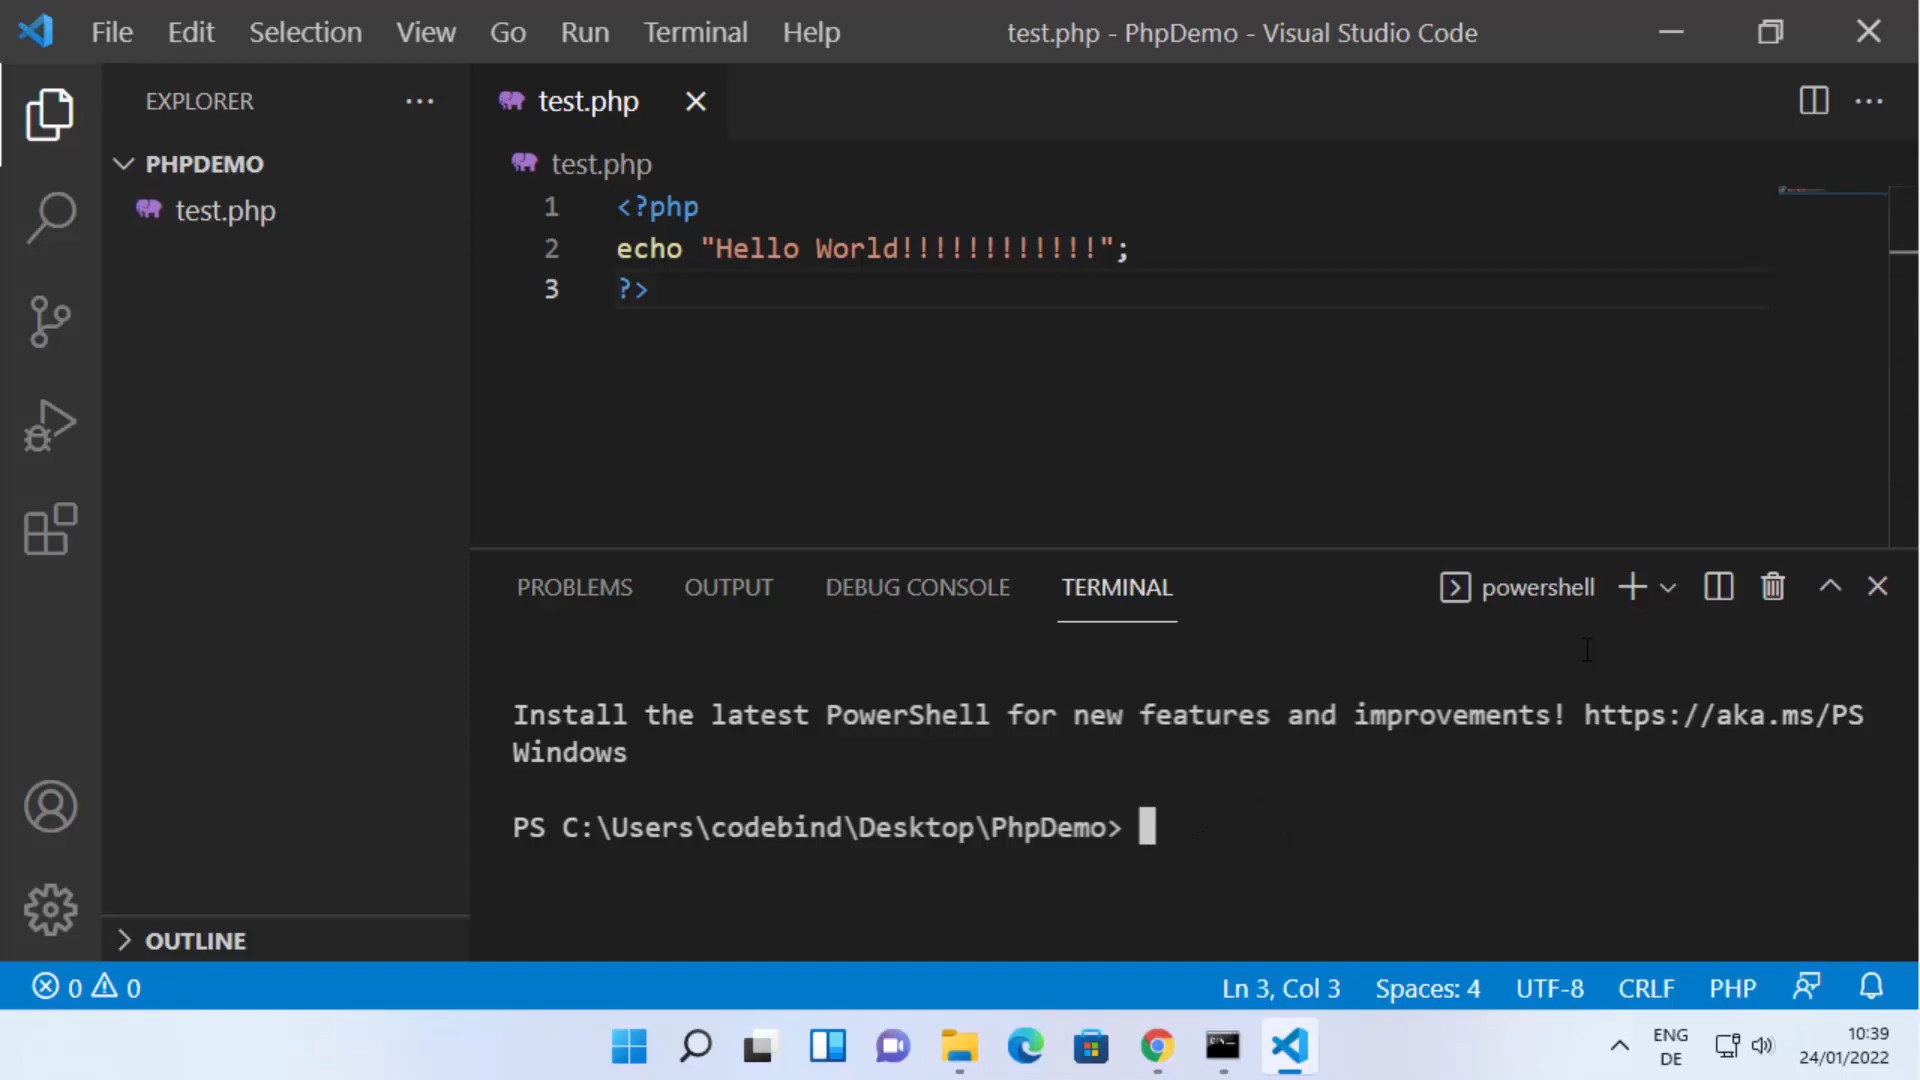 File Edit Selection View Go Run Terminal Help test.php - PhpDemo - Visual Studio Code
EXPLORER
PHPDEMO
test.php
test.php
test.php
1 <?php
2 echo "Hello World!!!!!!!!!!!!";
3 ?>
PROBLEMS OUTPUT DEBUG CONSOLE TERMINAL powershell
Install the latest PowerShell for new features and improvements! https://aka.ms/PS
Windows
PS C:\Users\codebind\Desktop\PhpDemo>
OUTLINE
0 0 Ln 3, Col 3 Spaces: 4 UTF-8 CRLF PHP
ENG
DE
10:39
24/01/2022